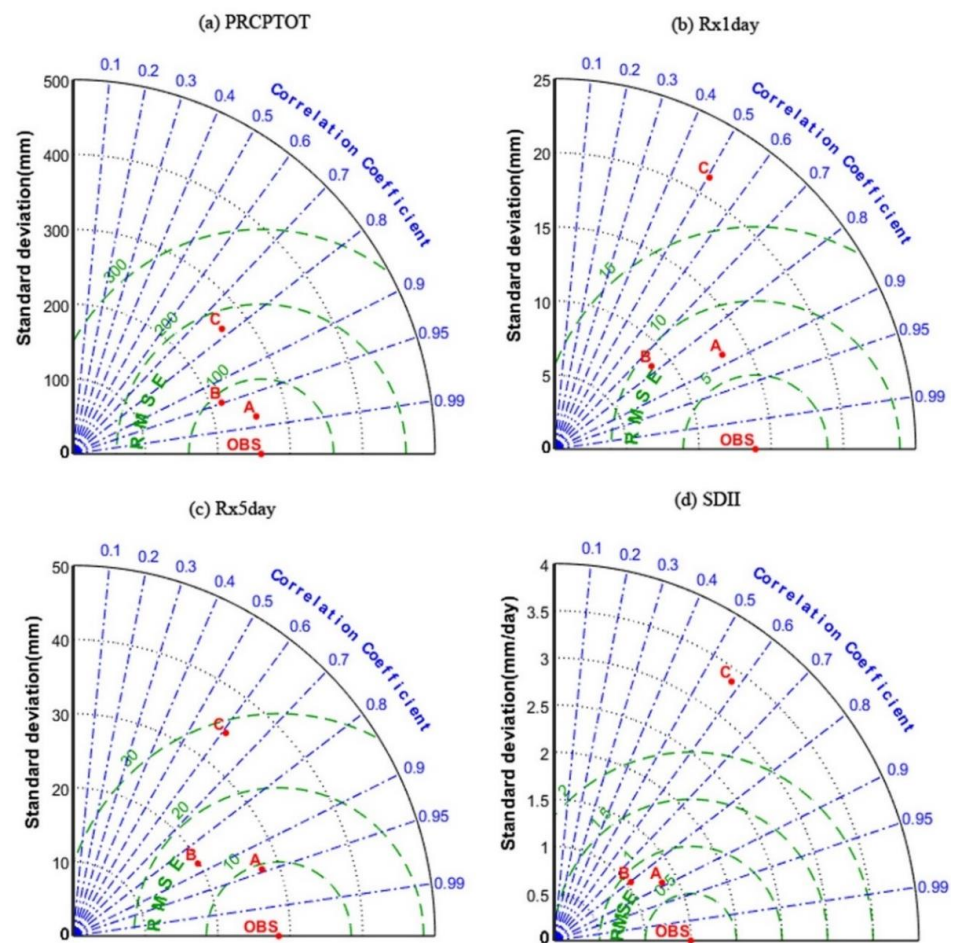 (a) PRCPTOT
Standard deviation(mm)
500
400
300
200
100
0
0.1
0.2
0.3
0.4
0.5
0.6
0.7
0.8
0.9
0.95
0.99
Correlation Coefficient
300
200
100
RMSE
C
B
A
OBS
(b) Rx1day
Standard deviation(mm)
25
20
15
10
5
0
0.1
0.2
0.3
0.4
0.5
0.6
0.7
0.8
0.9
0.95
0.99
Correlation Coefficient
15
10
5
RMSE
C
B
A
OBS
(c) Rx5day
Standard deviation(mm)
50
40
30
20
10
0
0.1
0.2
0.3
0.4
0.5
0.6
0.7
0.8
0.9
0.95
0.99
Correlation Coefficient
30
20
10
RMSE
C
B
A
OBS
(d) SDII
Standard deviation(mm/day)
4
3.5
3
2.5
2
1.5
1
0.5
0
0.1
0.2
0.3
0.4
0.5
0.6
0.7
0.8
0.9
0.95
0.99
Correlation Coefficient
2
1.5
0.5
RMSE
C
B
A
OBS